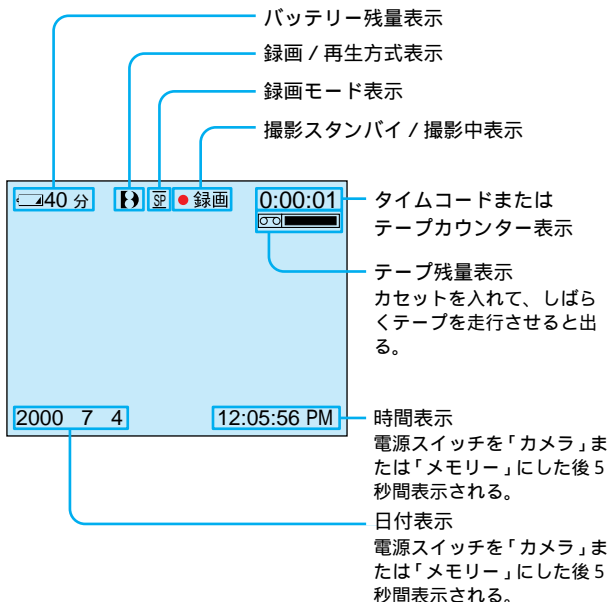 バッテリー残量表示
録画 / 再生方式表示
録画モード表示
撮影スタンバイ / 撮影中表示
40 分
SP
録画
0:00:01
タイムコードまたは
テープカウンター表示
テープ残量表示
カセットを入れて、しばら
くテープを走行させると出
る。
2000 7 4
12:05:56 PM
時間表示
電源スイッチを「カメラ」ま
たは「メモリー」にした後5
秒間表示される。
日付表示
電源スイッチを「カメラ」ま
たは「メモリー」にした後5
秒間表示される。